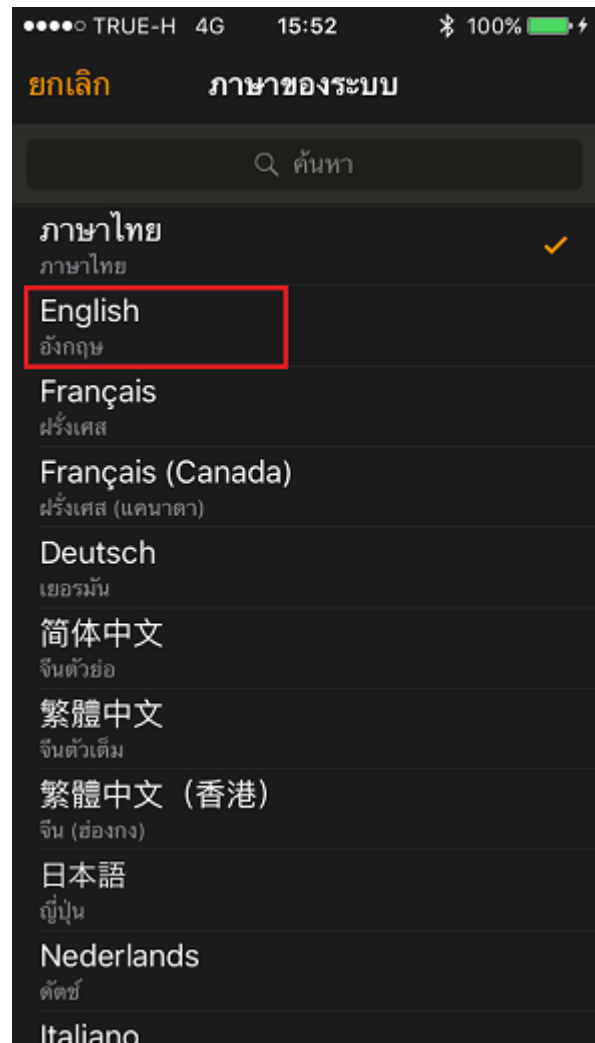 TRUE-H 4G 15:52 100%
ยกเลิก ภาษาของระบบ
ค้นหา
ภาษาไทย
ภาษาไทย
English
อังกฤษ
Français
ฝรั่งเศส
Français (Canada)
ฝรั่งเศส (แคนาดา)
Deutsch
เยอรมัน
简体中文
จีนตัวย่อ
繁體中文
จีนตัวเต็ม
繁體中文（香港）
จีน (ฮ่องกง)
日本語
ญี่ปุ่น
Nederlands
ดัตช์
Italiano